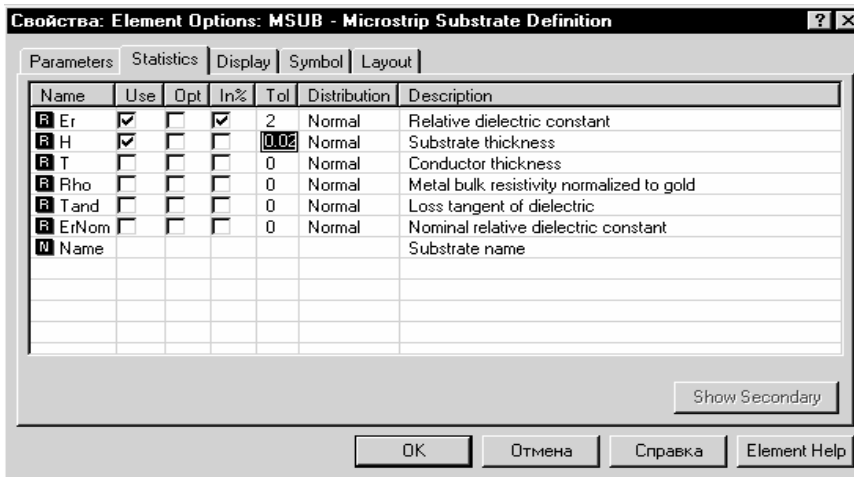 Свойства: Element Options: MSUB - Microstrip Substrate Definition ? X
Parameters Statistics Display Symbol Layout
Name Use Opt In% Tol Distribution Description
R Er 2 Normal Relative dielectric constant
R H 0.02 Normal Substrate thickness
R T 0 Normal Conductor thickness
R Rho 0 Normal Metal bulk resistivity normalized to gold
R Tand 0 Normal Loss tangent of dielectric
R ErNom 0 Normal Nominal relative dielectric constant
N Name Substrate name
Show Secondary
OK Отмена Справка Element Help